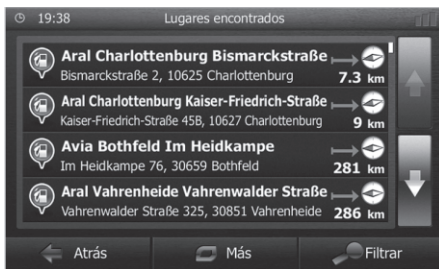 19:38 Lugares encontrados
Aral Charlottenburg Bismarckstraße
Bismarckstraße 2, 10625 Charlottenburg 7.3 km
Aral Charlottenburg Kaiser-Friedrich-Straße
Kaiser-Friedrich-Straße 45B, 10627 Charlottenburg 9 km
Avia Bothfeld Im Heidkampe
Im Heidkampe 76, 30659 Bothfeld 281 km
Aral Vahrenheide Vahrenwalder Straße
Vahrenwalder Straße 325, 30851 Vahrenheide 286 km
Atrás Más Filtrar